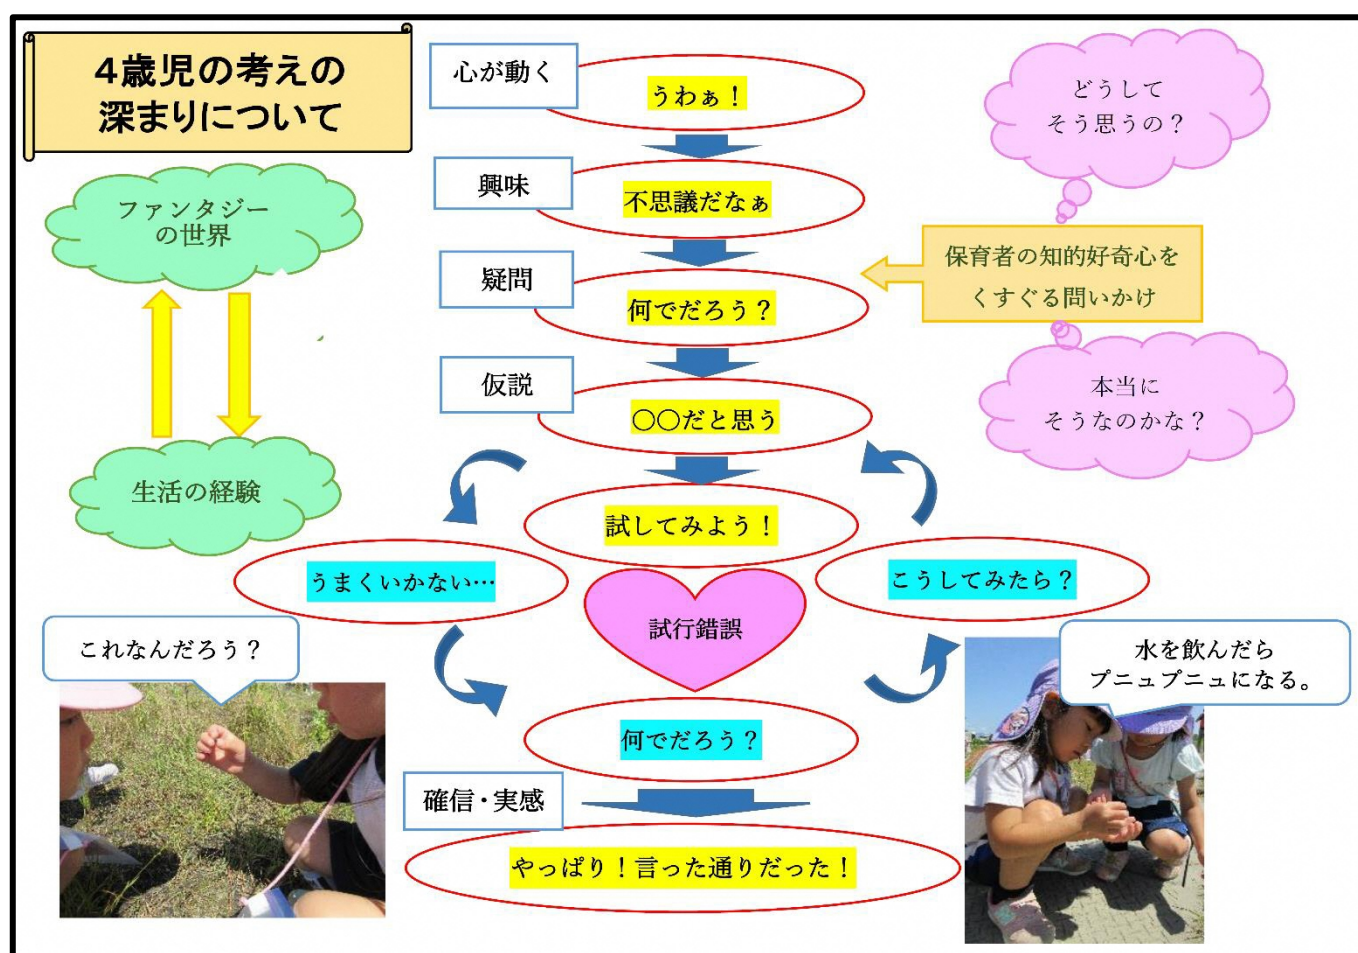 4歳児の考えの
深まりについて
ファンタジー
の世界
生活の経験
心が動く
うわぁ！
興味
不思議だなぁ
疑問
何でだろう？
仮説
〇〇だと思う
試してみよう！
うまくいかない…
こうしてみたら？
試行錯誤
何でだろう？
確信・実感
やっぱり！言った通りだった！
どうして
そう思うの？
保育者の知的好奇心を
くすぐる問いかけ
本当に
そうなのかな？
これなんだろう？
水を飲んだら
プニュプニュになる。